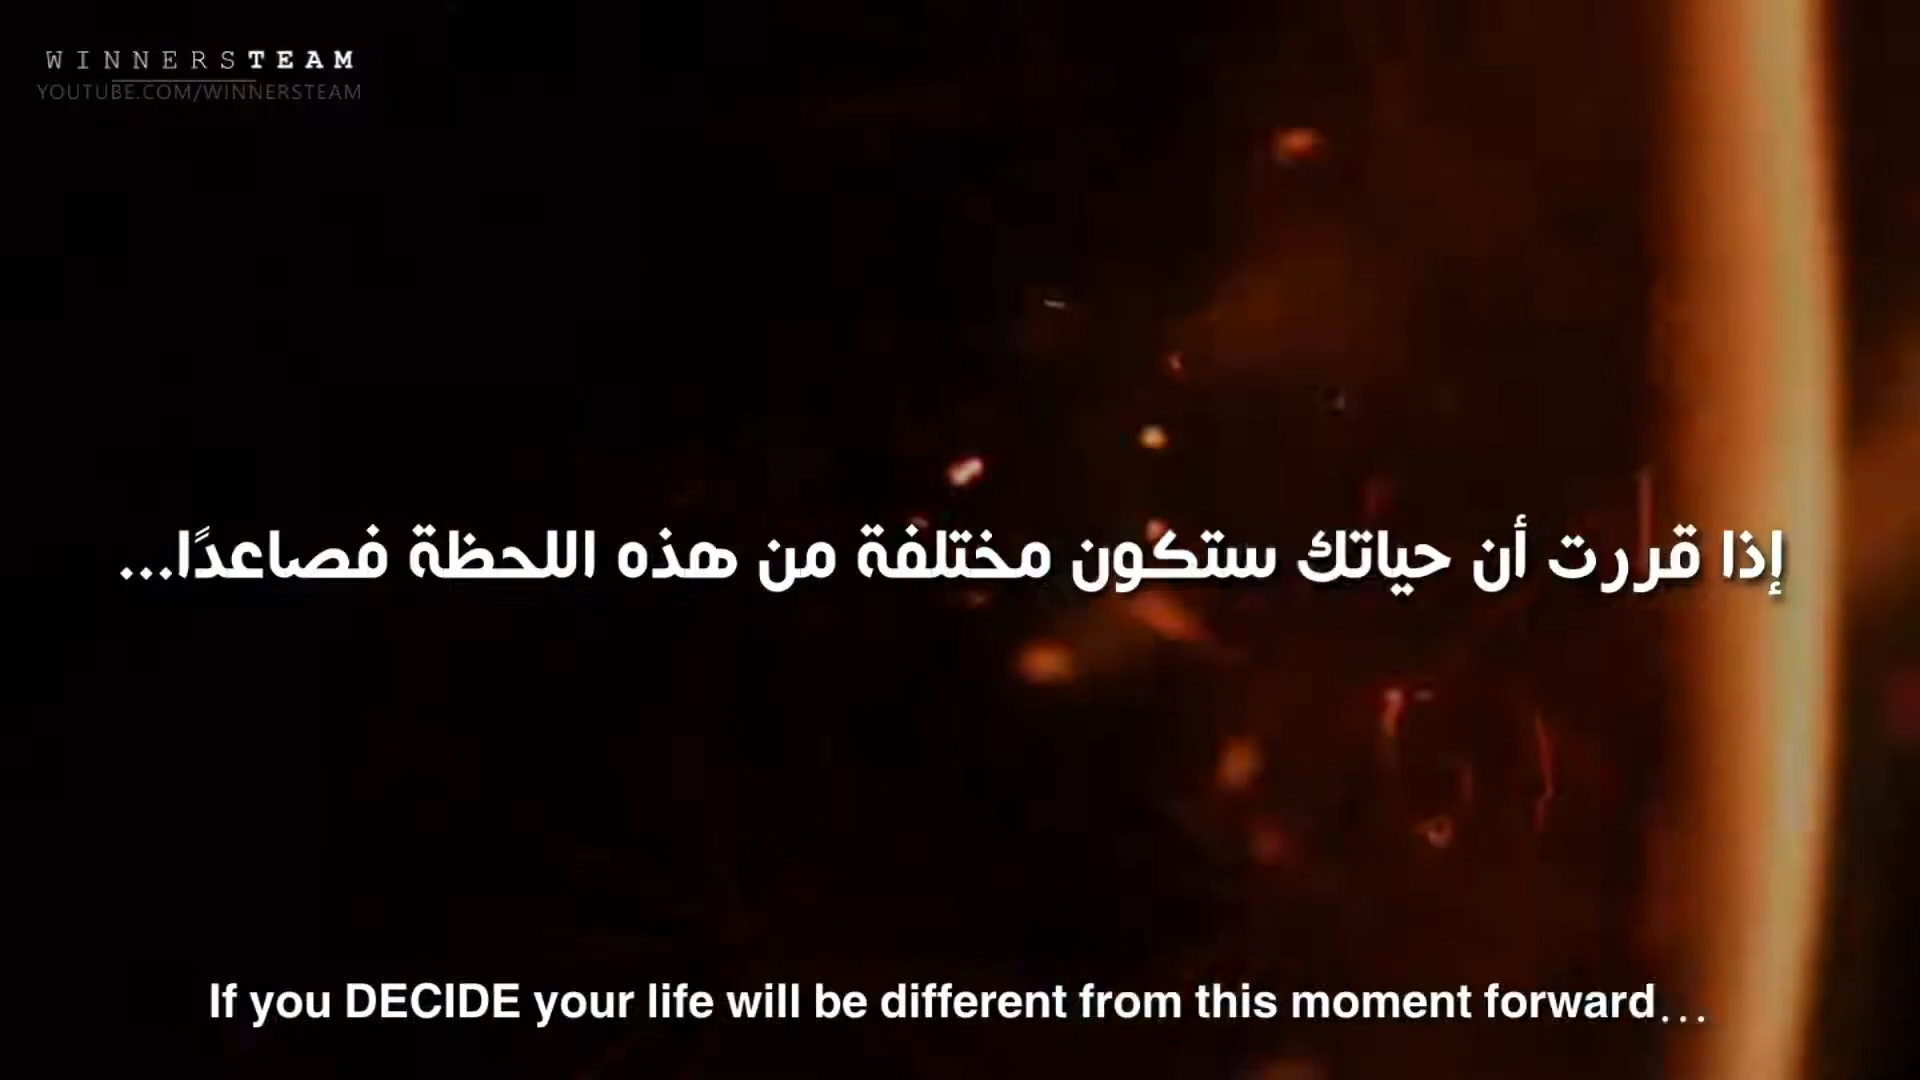 WINNERSTEAM
YOUTUBE.COM/WINNERSTEAM
إذا قررت أن حياتك ستكون مختلفة من هذه اللحظة فصاعدًا...
If you DECIDE your life will be different from this moment forward...